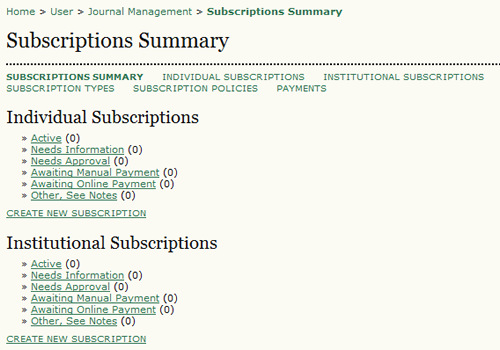 Home > User > Journal Management > Subscriptions Summary
Subscriptions Summary
SUBSCRIPTIONS SUMMARY INDIVIDUAL SUBSCRIPTIONS INSTITUTIONAL SUBSCRIPTIONS
SUBSCRIPTION TYPES SUBSCRIPTION POLICIES PAYMENTS
Individual Subscriptions
» Active (0)
» Needs Information (0)
» Needs Approval (0)
» Awaiting Manual Payment (0)
» Awaiting Online Payment (0)
» Other, See Notes (0)
CREATE NEW SUBSCRIPTION
Institutional Subscriptions
» Active (0)
» Needs Information (0)
» Needs Approval (0)
» Awaiting Manual Payment (0)
» Awaiting Online Payment (0)
» Other, See Notes (0)
CREATE NEW SUBSCRIPTION